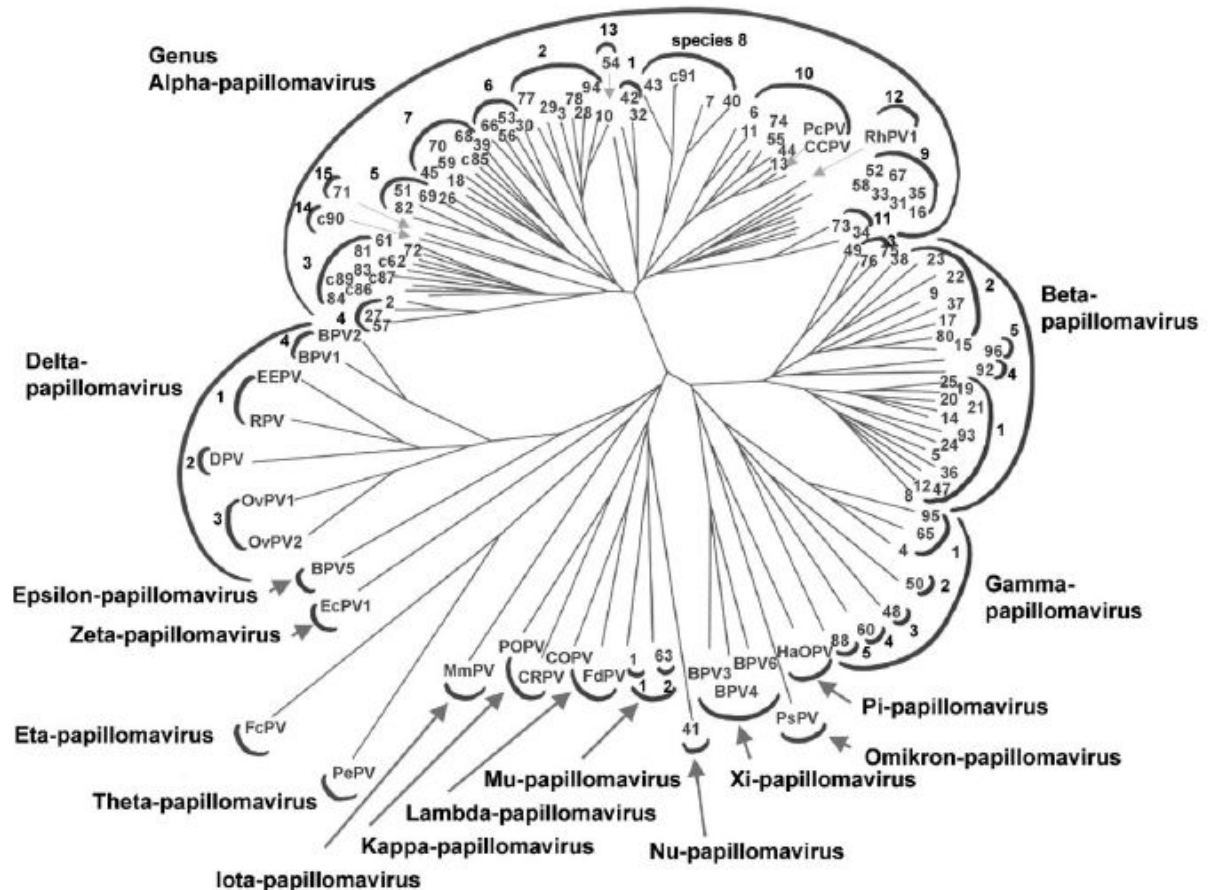 Genus
Alpha-papillomavirus
13
54
2
1
species 8
94
42
43
c91
7
40
10
6
77
29
3
78
28
10
32
6
74
11
55
44
13
PcPV
CCPV
12
RhPV1
9
52
67
58
33
31
35
16
7
53
66
56
30
68
70
39
c85
59
45
18
5
51
69
26
82
15
71
14
c90
3
61
81
72
c62
83
c87
c89
c86
84
4
2
27
57
11
73
34
3
49
75
76
38
23
2
22
9
37
17
80
15
5
96
92
4
Beta-
papillomavirus
25
19
20
21
14
93
24
5
36
12
47
8
1
95
65
4
1
50
2
48
3
60
4
88
5
Gamma-
papillomavirus
Delta-
papillomavirus
4
BPV2
BPV1
EEPV
1
RPV
2
DPV
OvPV1
3
OvPV2
BPV5
Epsilon-papillomavirus
EcPV1
Zeta-papillomavirus
FcPV
Eta-papillomavirus
PePV
Theta-papillomavirus
MmPV
Iota-papillomavirus
POPV
CRPV
Kappa-papillomavirus
COPV
FdPV
Lambda-papillomavirus
1
63
1
2
Mu-papillomavirus
41
Nu-papillomavirus
BPV3
BPV6
BPV4
Xi-papillomavirus
PsPV
Omikron-papillomavirus
HaOPV
Pi-papillomavirus